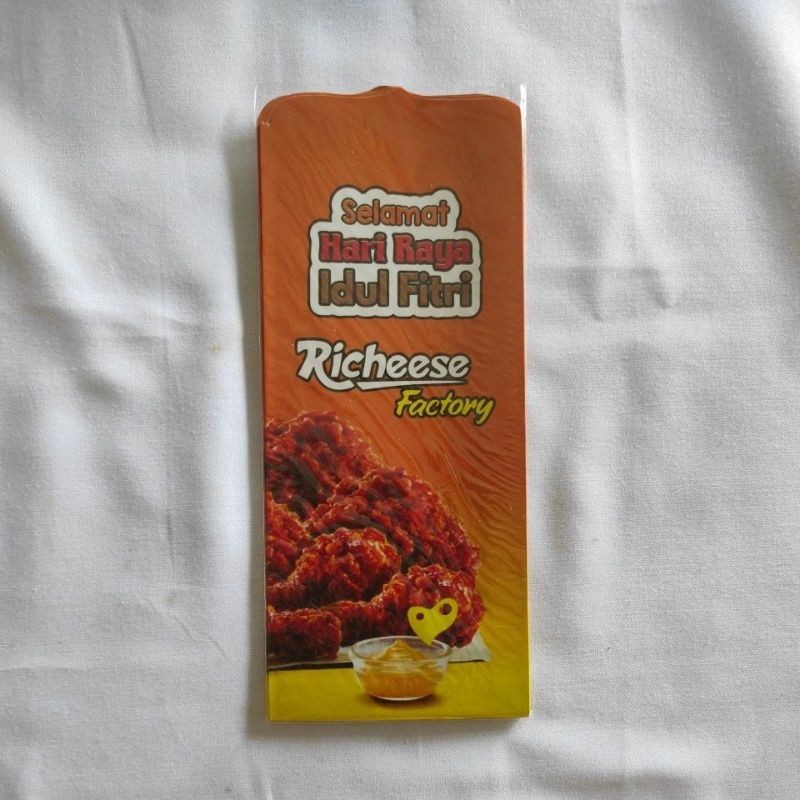 Selamat
Hari Raya
Idul Fitri
Richeese
Factory